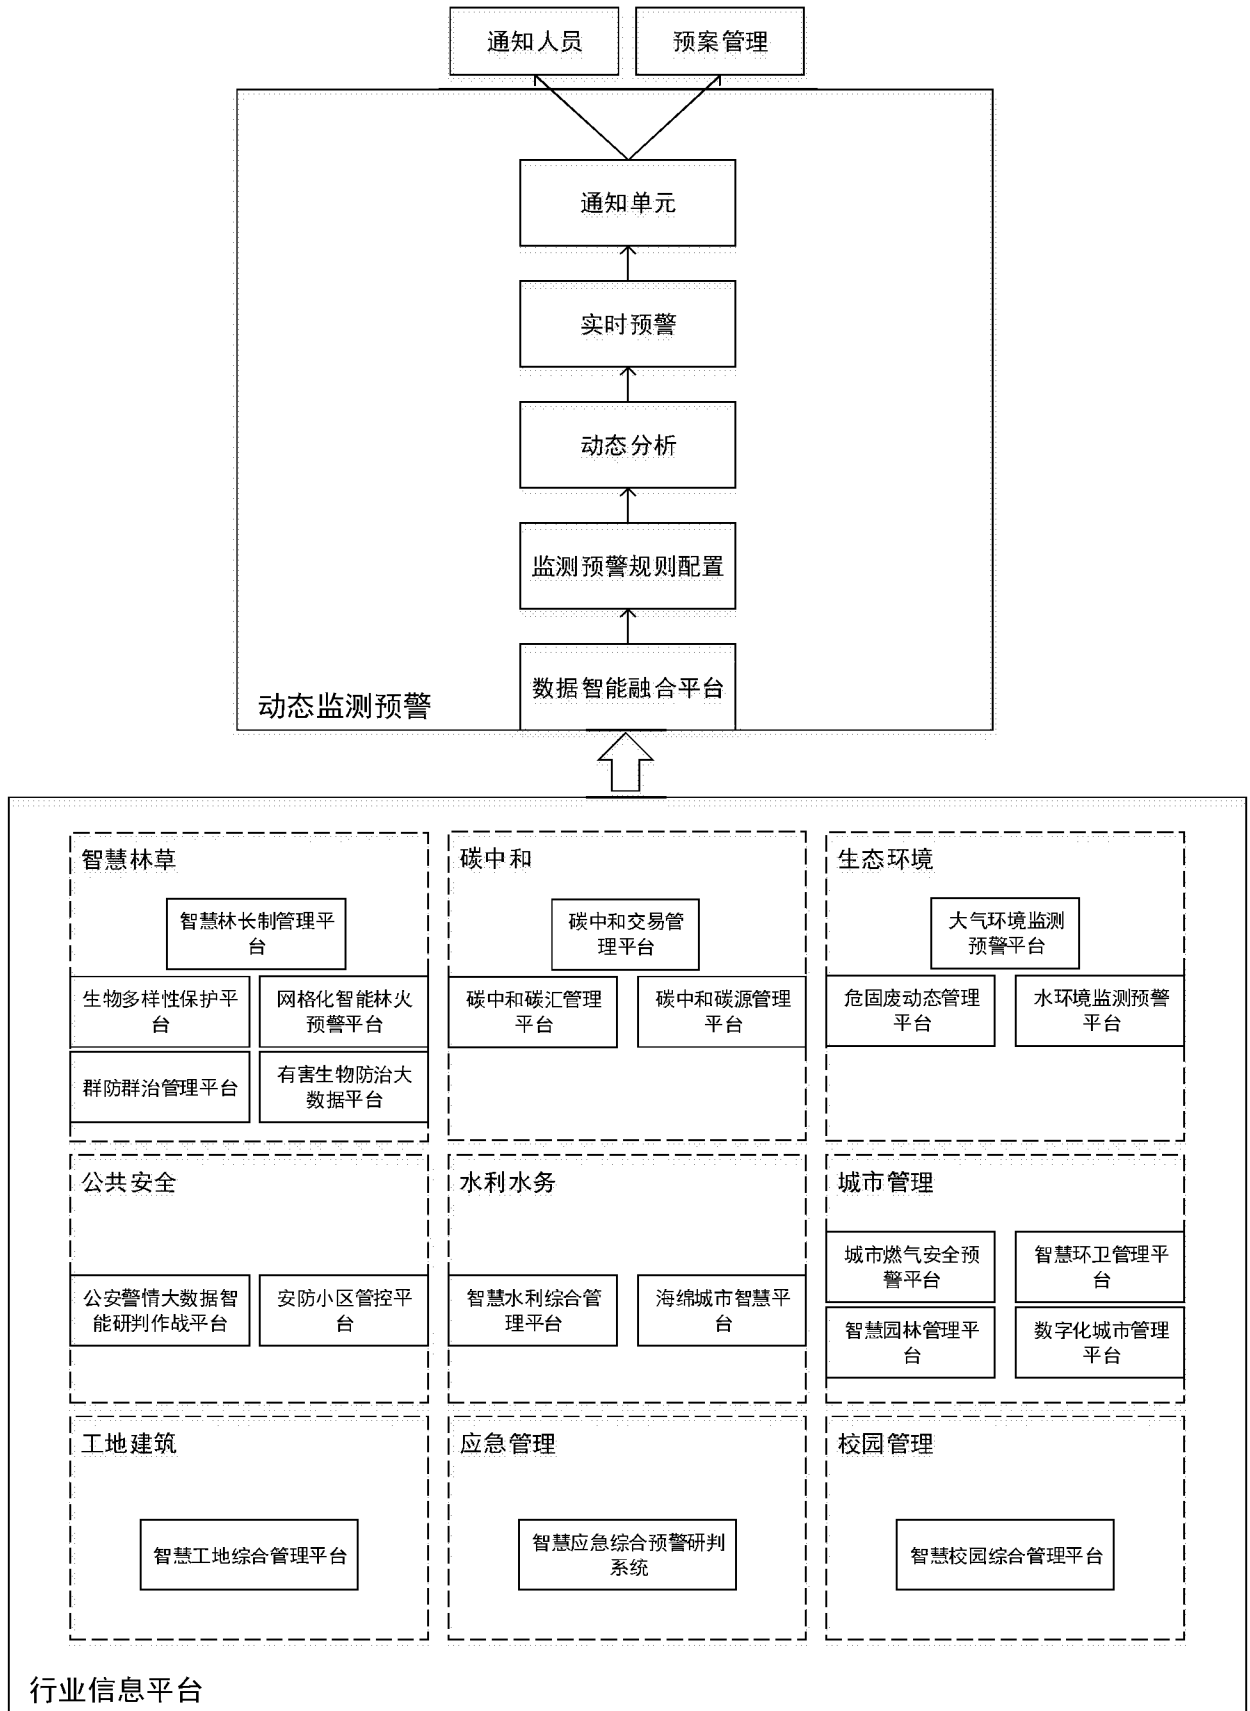 通知人员
预案管理
通知单元
实时预警
动态分析
监测预警规则配置
数据智能融合平台
动态监测预警
智慧林草
智慧林长制管理平
台
生物多样性保护平
台
网格化智能林火
预警平台
群防群治管理平台
有害生物防治大
数据平台
碳中和
碳中和交易管
理平台
碳中和碳汇管理
平台
碳中和碳源管理
平台
生态环境
大气环境监测
预警平台
危固废动态管理
平台
水环境监测预警
平台
公共安全
公安警情大数据智
能研判作战平台
安防小区管控平
台
水利水务
智慧水利综合管
理平台
海绵城市智慧平
台
城市管理
城市燃气安全预
警平台
智慧环卫管理平
台
智慧园林管理平
台
数字化城市管理
平台
工地建筑
智慧工地综合管理平台
应急管理
智慧应急综合预警研判
系统
校园管理
智慧校园综合管理平台
行业信息平台